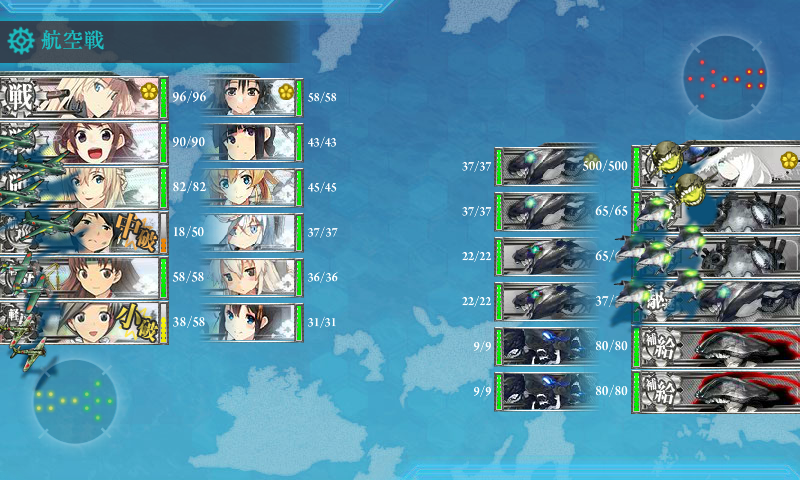 航空戦
戦 96/96 58/58
90/90 43/43
82/82 45/45
中破 18/50 37/37
58/58 36/36
軽 小破 38/58 31/31
37/37 500/500
37/37 65/65
22/22 65/
22/22 37/ 駆
9/9 80/80 補給
9/9 80/80 補給